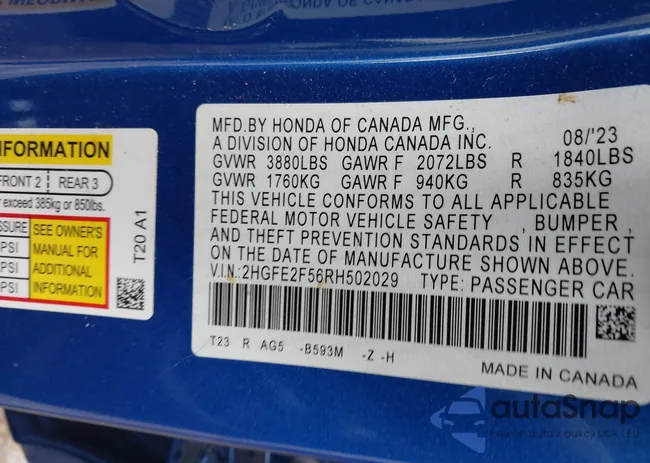 INFORMATION
FRONT 2 REAR 3
exceed 385kg or 850lbs.
SSURE SEE OWNER'S
PSI MANUAL FOR
PSI ADDITIONAL
PSI INFORMATION
T20 A1
MFD.BY HONDA OF CANADA MFG.,
A DIVISION OF HONDA CANADA INC. 08/'23
GVWR 3880LBS GAWR F 2072LBS R 1840LBS
GVWR 1760KG GAWR F 940KG R 835KG
THIS VEHICLE CONFORMS TO ALL APPLICABLE
FEDERAL MOTOR VEHICLE SAFETY , BUMPER ,
AND THEFT PREVENTION STANDARDS IN EFFECT
ON THE DATE OF MANUFACTURE SHOWN ABOVE.
V.I.N.:2HGFE2F56RH502029 TYPE: PASSENGER CAR
T23 R AG5 -B593M -Z -H
MADE IN CANADA
autoSnap